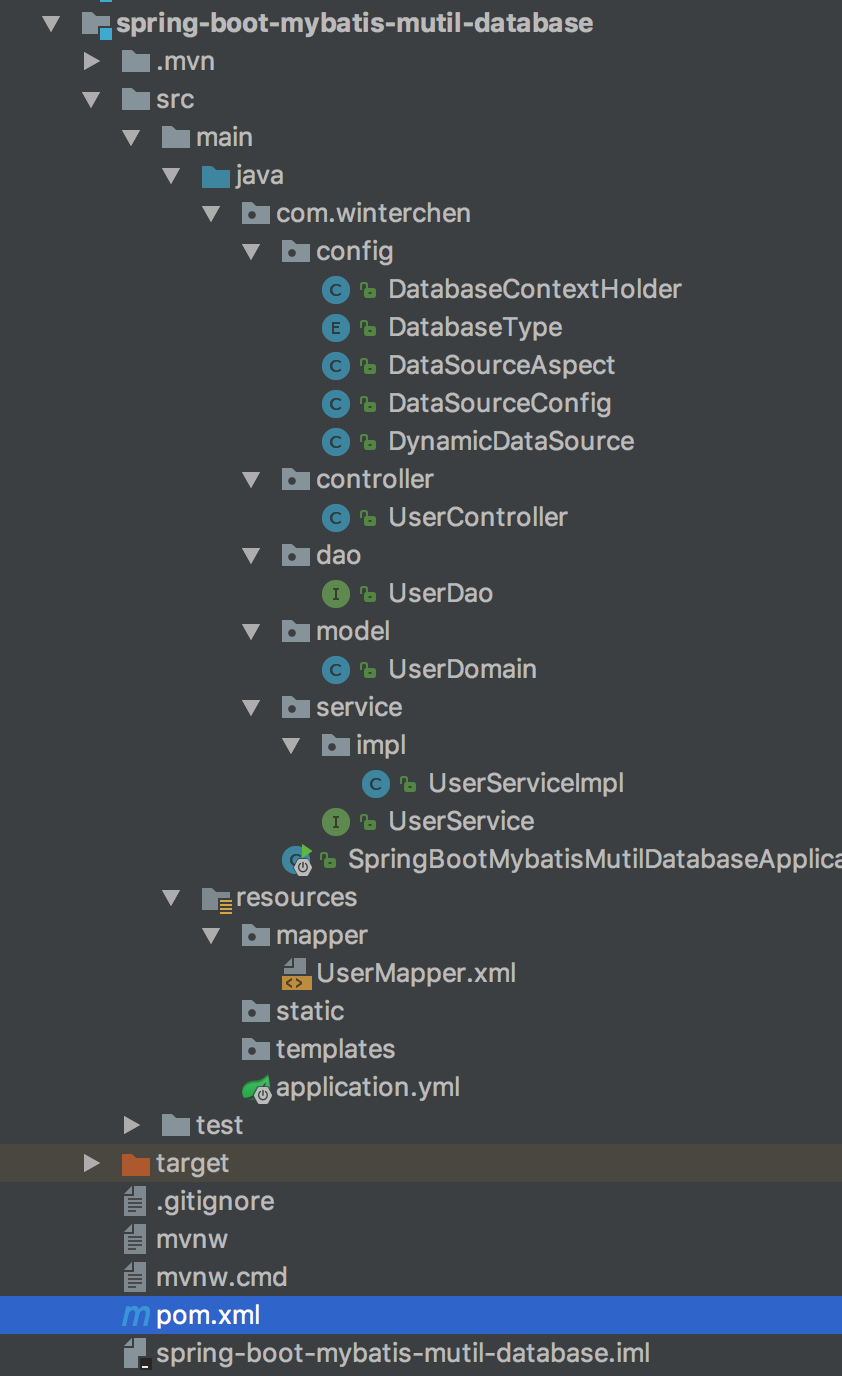 spring-boot-mybatis-mutil-database
.mvn
src
main
java
com.winterchen
config
C DatabaseContextHolder
E DatabaseType
C DataSourceAspect
C DataSourceConfig
C DynamicDataSource
controller
C UserController
dao
I UserDao
model
C UserDomain
service
impl
C UserServiceImpl
I UserService
C SpringBootMybatisMutilDatabaseApplica
resources
mapper
<> UserMapper.xml
static
templates
application.yml
test
target
.gitignore
mvnw
mvnw.cmd
m pom.xml
spring-boot-mybatis-mutil-database.iml